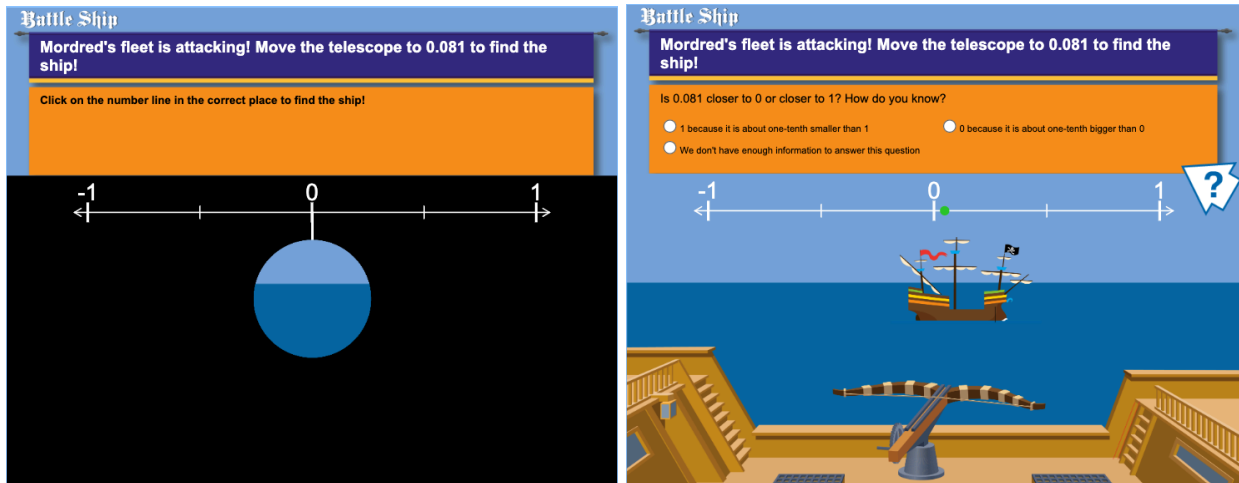 Battle Ship
Mordred's fleet is attacking! Move the telescope to 0.081 to find the
ship!
Click on the number line in the correct place to find the ship!
-1 0 1
Battle Ship
Mordred's fleet is attacking! Move the telescope to 0.081 to find the
ship!
Is 0.081 closer to 0 or closer to 1? How do you know?
1 because it is about one-tenth smaller than 1
0 because it is about one-tenth bigger than 0
We don't have enough information to answer this question
?
-1 0 1